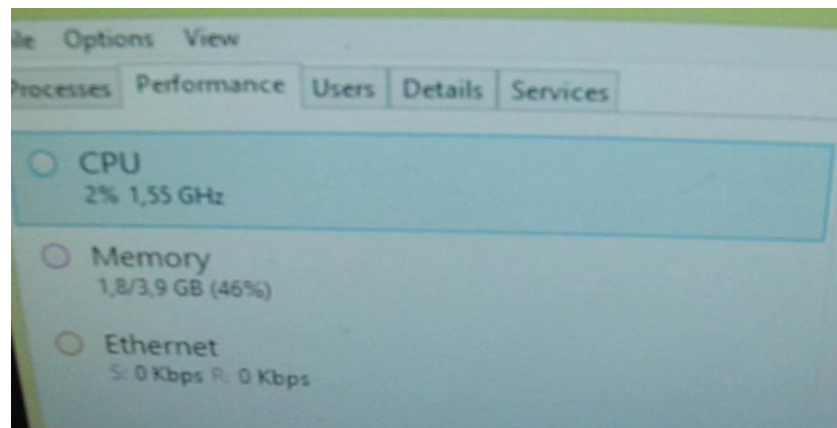 ile Options View
Processes Performance Users Details Services
CPU
2% 1,55 GHz
Memory
1,8/3,9 GB (46%)
Ethernet
S: 0 Kbps R: 0 Kbps